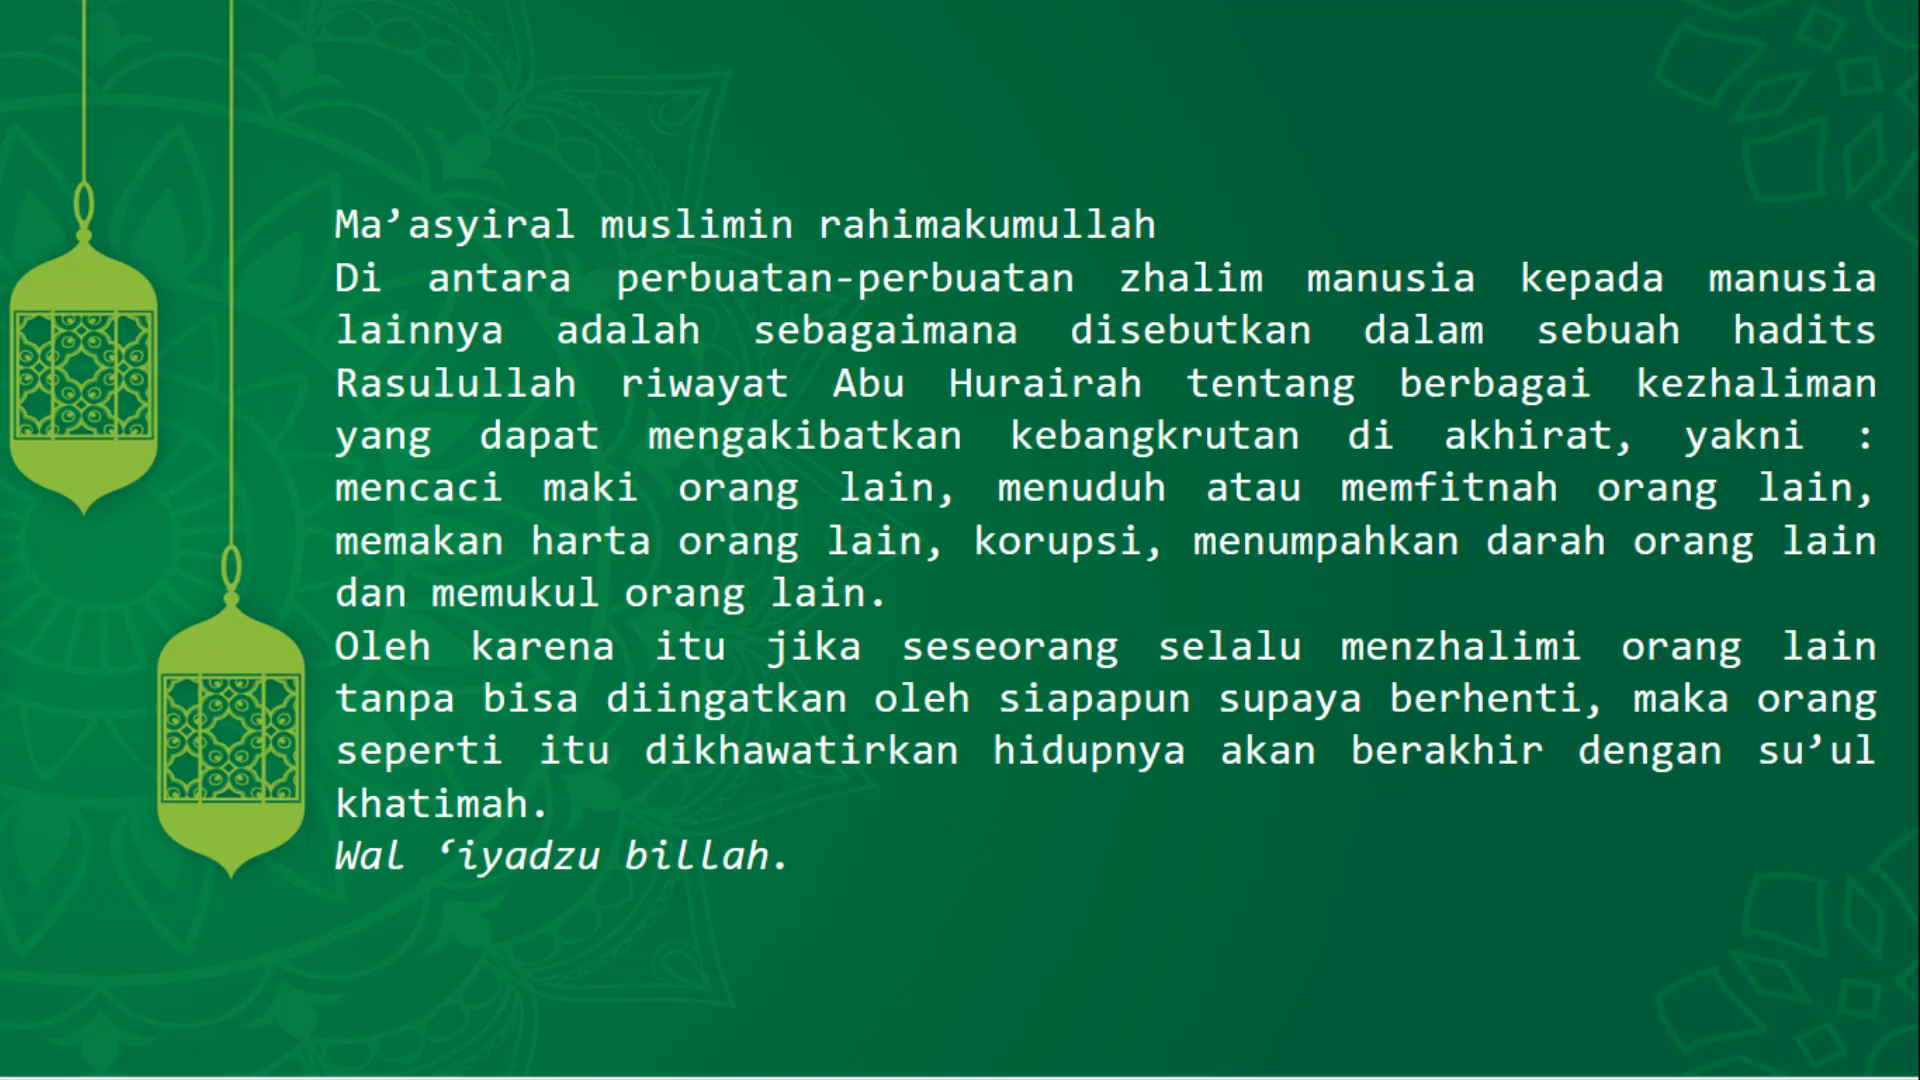 Ma’asyiral muslimin rahimakumullah
Di antara perbuatan-perbuatan zhalim manusia kepada manusia
lainnya adalah sebagaimana disebutkan dalam sebuah hadits
Rasulullah riwayat Abu Hurairah tentang berbagai kezhaliman
yang dapat mengakibatkan kebangkrutan di akhirat, yakni :
mencaci maki orang lain, menuduh atau memfitnah orang lain,
memakan harta orang lain, korupsi, menumpahkan darah orang lain
dan memukul orang lain.
Oleh karena itu jika seseorang selalu menzhalimi orang lain
tanpa bisa diingatkan oleh siapapun supaya berhenti, maka orang
seperti itu dikhawatirkan hidupnya akan berakhir dengan su’ul
khatimah.
Wal ‘iyadzu billah.